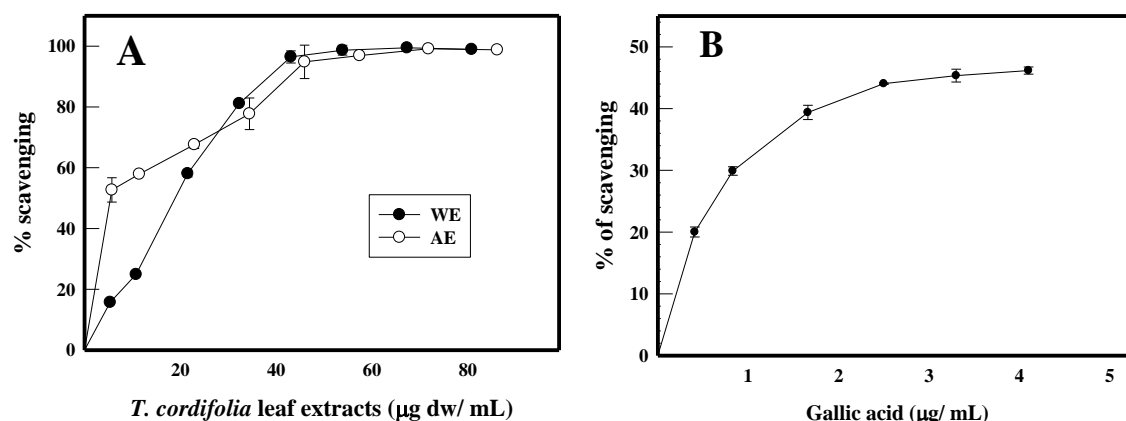 A
% scavenging
100
80
60
40
20
0
WE
AE
20 40 60 80
T. cordifolia leaf extracts (μg dw/ mL)
B
% of scavenging
50
40
30
20
10
0
1 2 3 4 5
Gallic acid (μg/ mL)